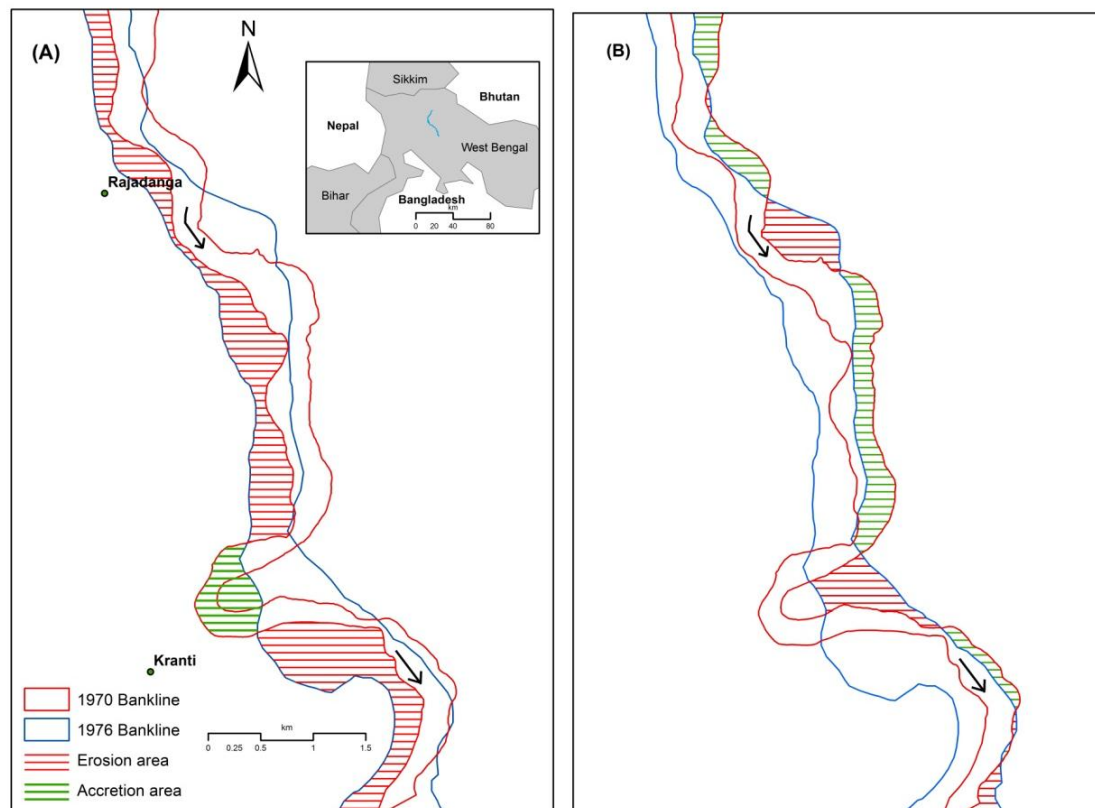 (A)
N
Sikkim
Bhutan
Nepal
West Bengal
Bihar
Bangladesh
km
0 20 40 80
Rajadanga
Kranti
1970 Bankline
1976 Bankline
Erosion area
Accretion area
km
0 0.25 0.5 1 1.5
(B)